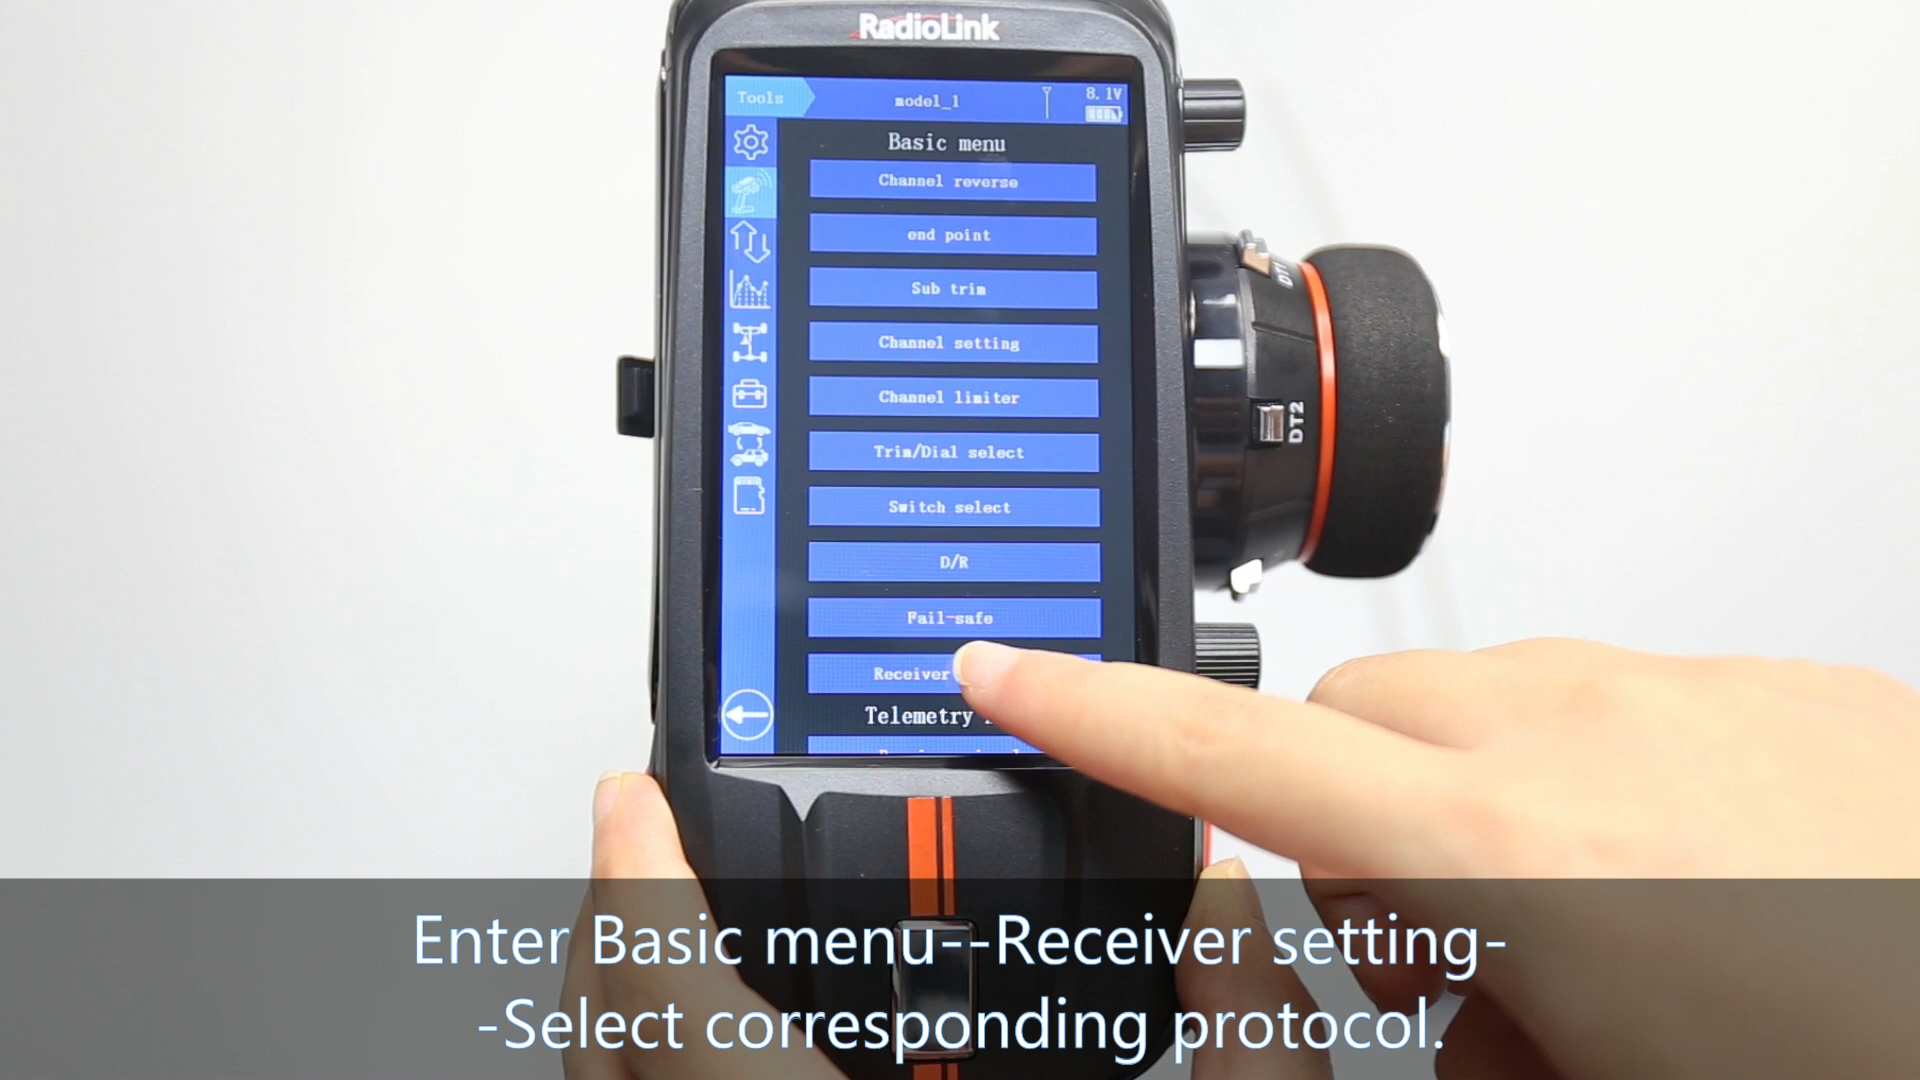 RadioLink
Tools
model_1
8.1V
Basic menu
Channel reverse
end point
Sub trim
Channel setting
Channel limiter
Trim/Dial select
Switch select
D/R
Fail-safe
Receiver
Telemetry
DT2
Enter Basic menu--Receiver setting-
-Select corresponding protocol.